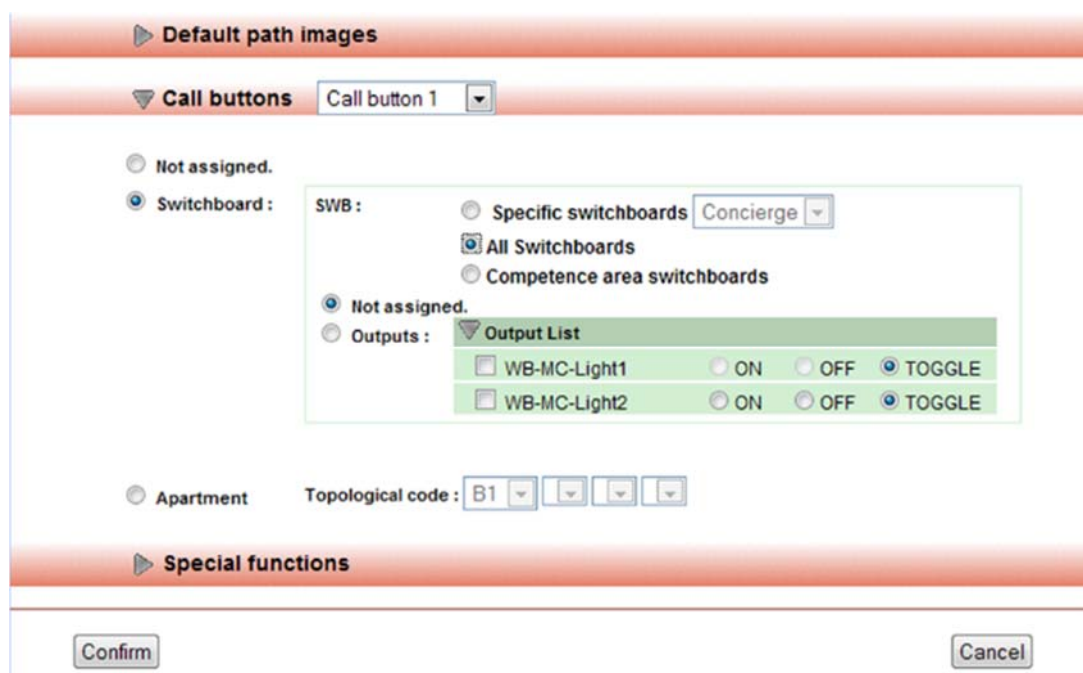 Default path images
Call buttons Call button 1
Not assigned.
Switchboard : SWB : Specific switchboards Concierge
All Switchboards
Competence area switchboards
Not assigned.
Outputs : Output List
WB-MC-Light1 ON OFF TOGGLE
WB-MC-Light2 ON OFF TOGGLE
Apartment Topological code : B1
Special functions
Confirm Cancel